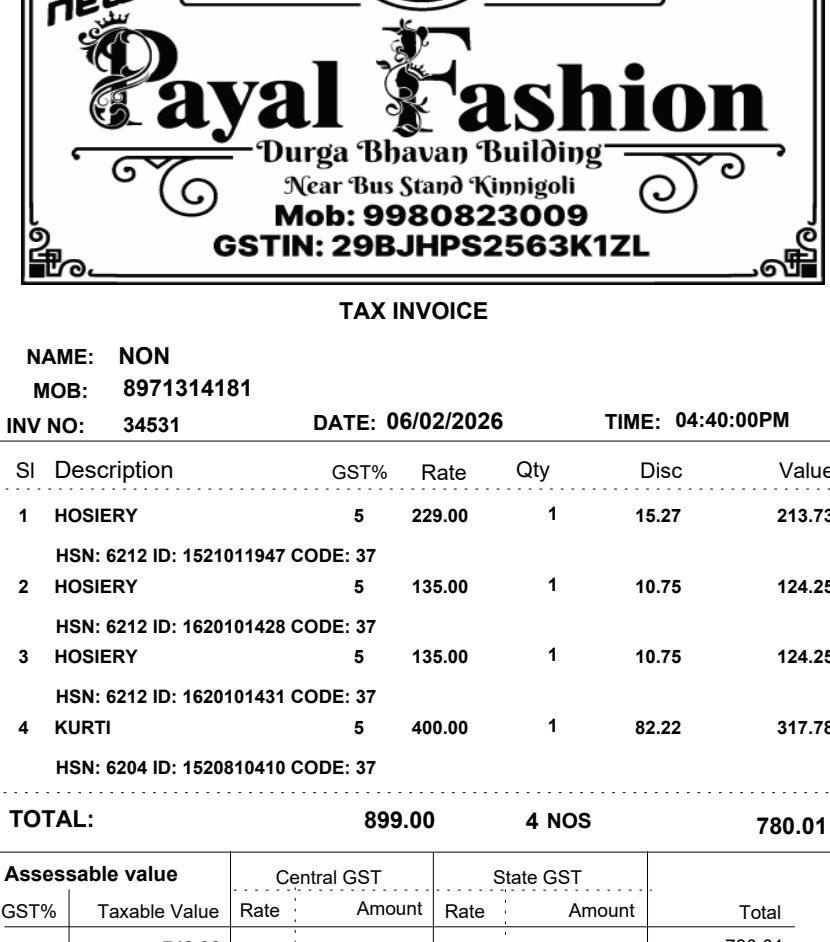 new
Payal Fashion
Durga Bhavan Building
Near Bus Stand Kinnigoli
Mob: 9980823009
GSTIN: 29BJHPS2563K1ZL
TAX INVOICE
NAME: NON
MOB: 8971314181
INV NO: 34531 DATE: 06/02/2026 TIME: 04:40:00PM
Sl Description GST% Rate Qty Disc Value
1 HOSIERY 5 229.00 1 15.27 213.73
HSN: 6212 ID: 1521011947 CODE: 37
2 HOSIERY 5 135.00 1 10.75 124.25
HSN: 6212 ID: 1620101428 CODE: 37
3 HOSIERY 5 135.00 1 10.75 124.25
HSN: 6212 ID: 1620101431 CODE: 37
4 KURTI 5 400.00 1 82.22 317.78
HSN: 6204 ID: 1520810410 CODE: 37
TOTAL: 899.00 4 NOS 780.01
Assessable value Central GST State GST
GST% Taxable Value Rate Amount Rate Amount Total